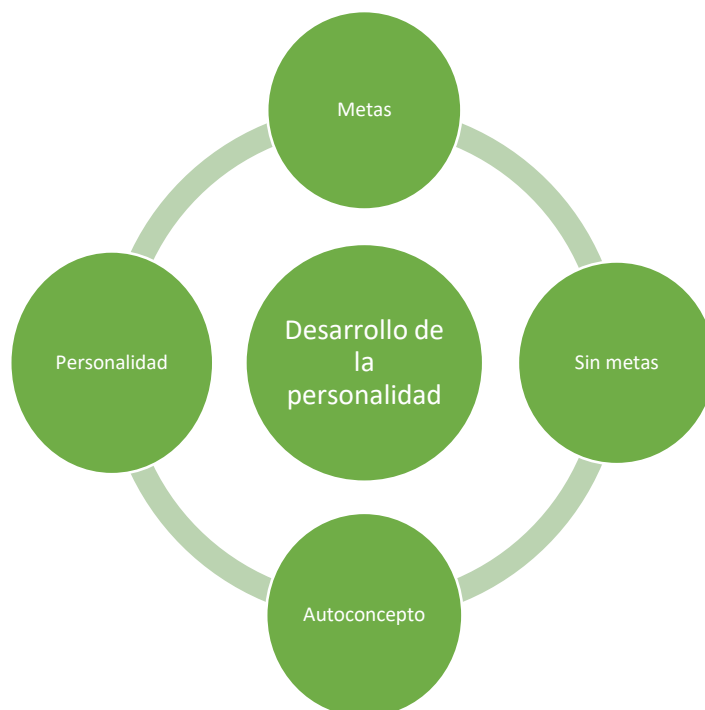 Metas
Desarrollo de
la
personalidad
Personalidad
Sin metas
Autoconcepto